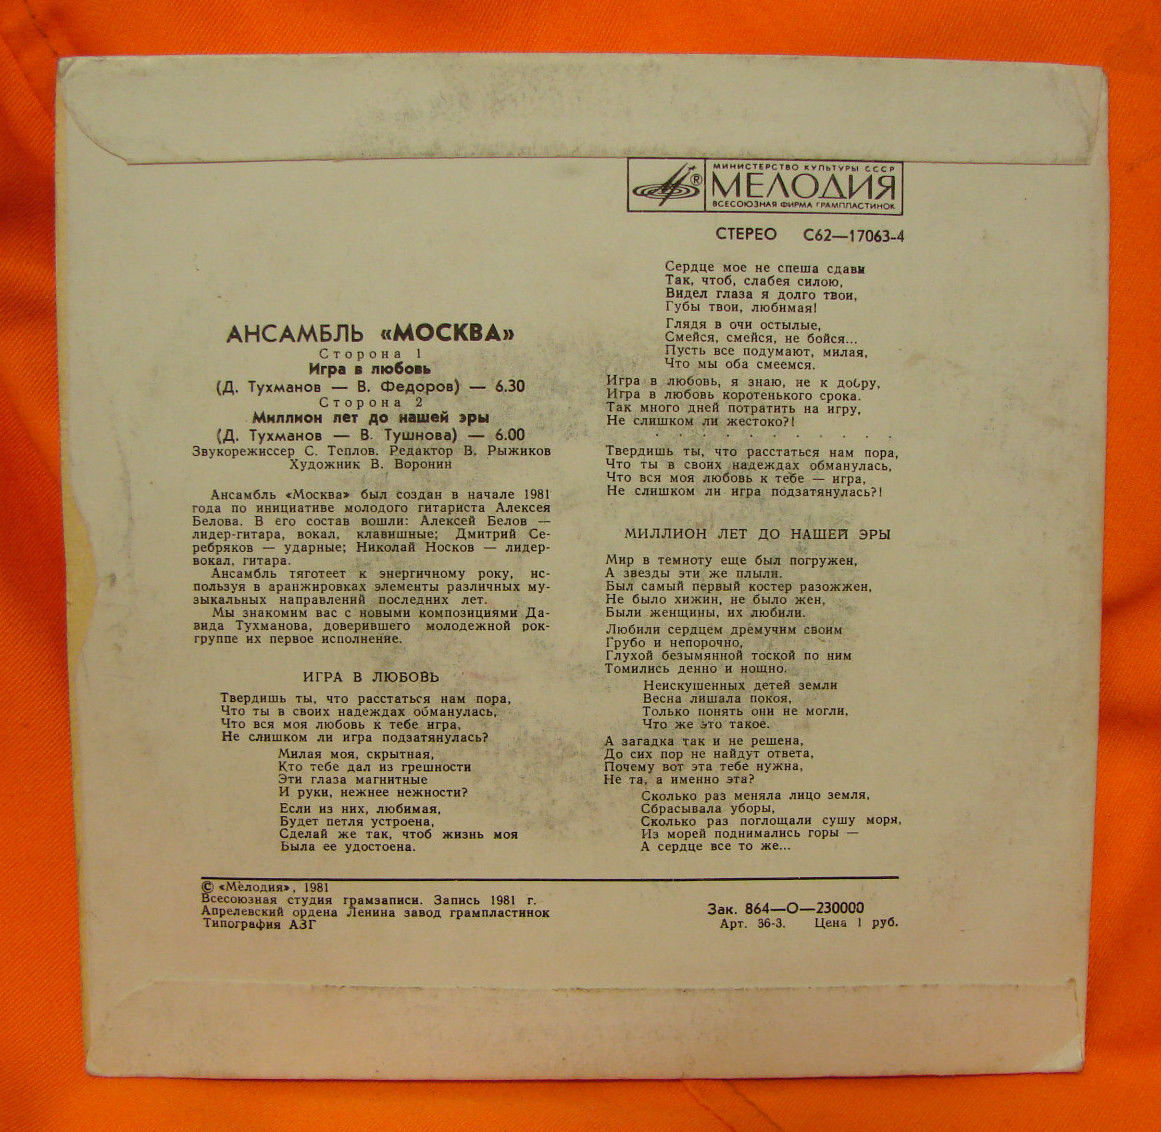 МИНИСТЕРСТВО КУЛЬТУРЫ СССР
МЕЛОДИЯ
ВСЕСОЮЗНАЯ ФИРМА ГРАМПЛАСТИНОК
®
СТЕРЕО С62—17063-4
АНСАМБЛЬ «МОСКВА»
Сторона 1
Игра в любовь
(Д. Тухманов — В. Федоров) — 6.30
Сторона 2
Миллион лет до нашей эры
(Д. Тухманов — В. Тушнова) — 6.00
Звукорежиссер С. Теплов. Редактор В. Рыжиков
Художник В. Воронин
Ансамбль «Москва» был создан в начале 1981
года по инициативе молодого гитариста Алексея
Белова. В его состав вошли: Алексей Белов —
лидер-гитара, вокал, клавишные; Дмитрий Се-
ребряков — ударные; Николай Носков — лидер-
вокал, гитара.
Ансамбль тяготеет к энергичному року, ис-
пользуя в аранжировках элементы различных му-
зыкальных направлений последних лет.
Мы знакомим вас с новыми композициями Да-
вида Тухманова, доверившего молодежной рок-
группе их первое исполнение.
ИГРА В ЛЮБОВЬ
Твердишь ты, что расстаться нам пора,
Что ты в своих надеждах обманулась,
Что вся моя любовь к тебе игра,
Не слишком ли игра подзатянулась?
Милая моя, скрытная,
Кто тебе дал из грешности
Эти глаза магнитные
И руки, нежнее нежности?
Если из них, любимая,
Будет петля устроена,
Сделай же так, чтоб жизнь моя
Была ее удостоена.
Сердце мое не спеша сдави
Так, чтоб, слабея силою,
Видел глаза я долго твои,
Губы твои, любимая!
Глядя в очи остылые,
Смейся, смейся, не бойся...
Пусть все подумают, милая,
Что мы оба смеемся.
Игра в любовь, я знаю, не к добру,
Игра в любовь коротенького срока.
Так много дней потратить на игру,
Не слишком ли жестоко?!
. . . . . . . . . . .
Твердишь ты, что расстаться нам пора,
Что ты в своих надеждах обманулась,
Что вся моя любовь к тебе — игра,
Не слишком ли игра подзатянулась?!
МИЛЛИОН ЛЕТ ДО НАШЕЙ ЭРЫ
Мир в темноту еще был погружен,
А звезды эти же плыли.
Был самый первый костер разожжен,
Не было хижин, не было жен,
Были женщины, их любили.
Любили сердцем дремучим своим
Грубо и непорочно,
Глухой безымянной тоской по ним
Томились денно и нощно.
Неискушенных детей земли
Весна лишала покоя,
Только понять они не могли,
Что же это такое.
А загадка так и не решена,
До сих пор не найдут ответа,
Почему вот эта тебе нужна,
Не та, а именно эта?
Сколько раз меняла лицо земля,
Сбрасывала уборы,
Сколько раз поглощали сушу моря,
Из морей поднимались горы —
А сердце все то же...
© «Мелодия», 1981
Всесоюзная студия грамзаписи. Запись 1981 г.
Апрелевский ордена Ленина завод грампластинок
Типография АЗГ
Зак. 864—О—230000
Арт. 36-3. Цена 1 руб.